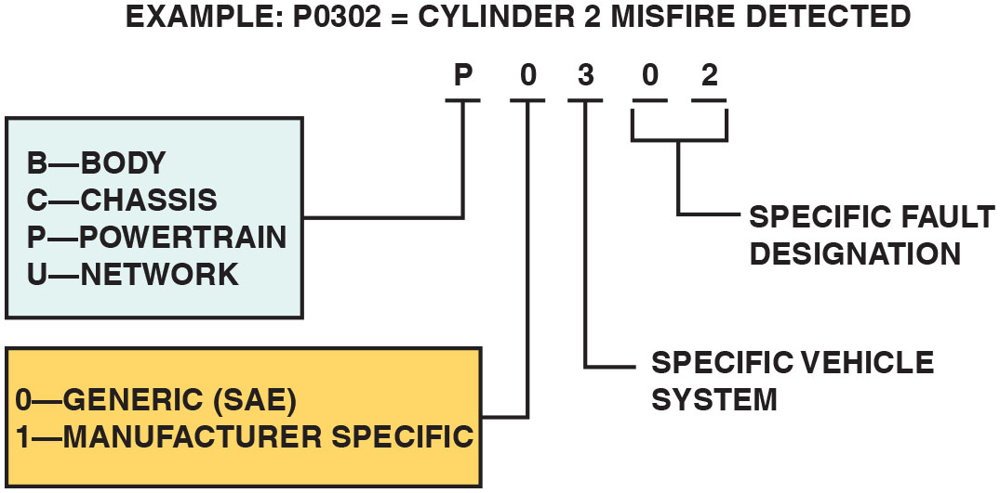 EXAMPLE: P0302 = CYLINDER 2 MISFIRE DETECTED
P 0 3 0 2
B—BODY
C—CHASSIS
P—POWERTRAIN
U—NETWORK
SPECIFIC FAULT
DESIGNATION
0—GENERIC (SAE)
1—MANUFACTURER SPECIFIC
SPECIFIC VEHICLE
SYSTEM